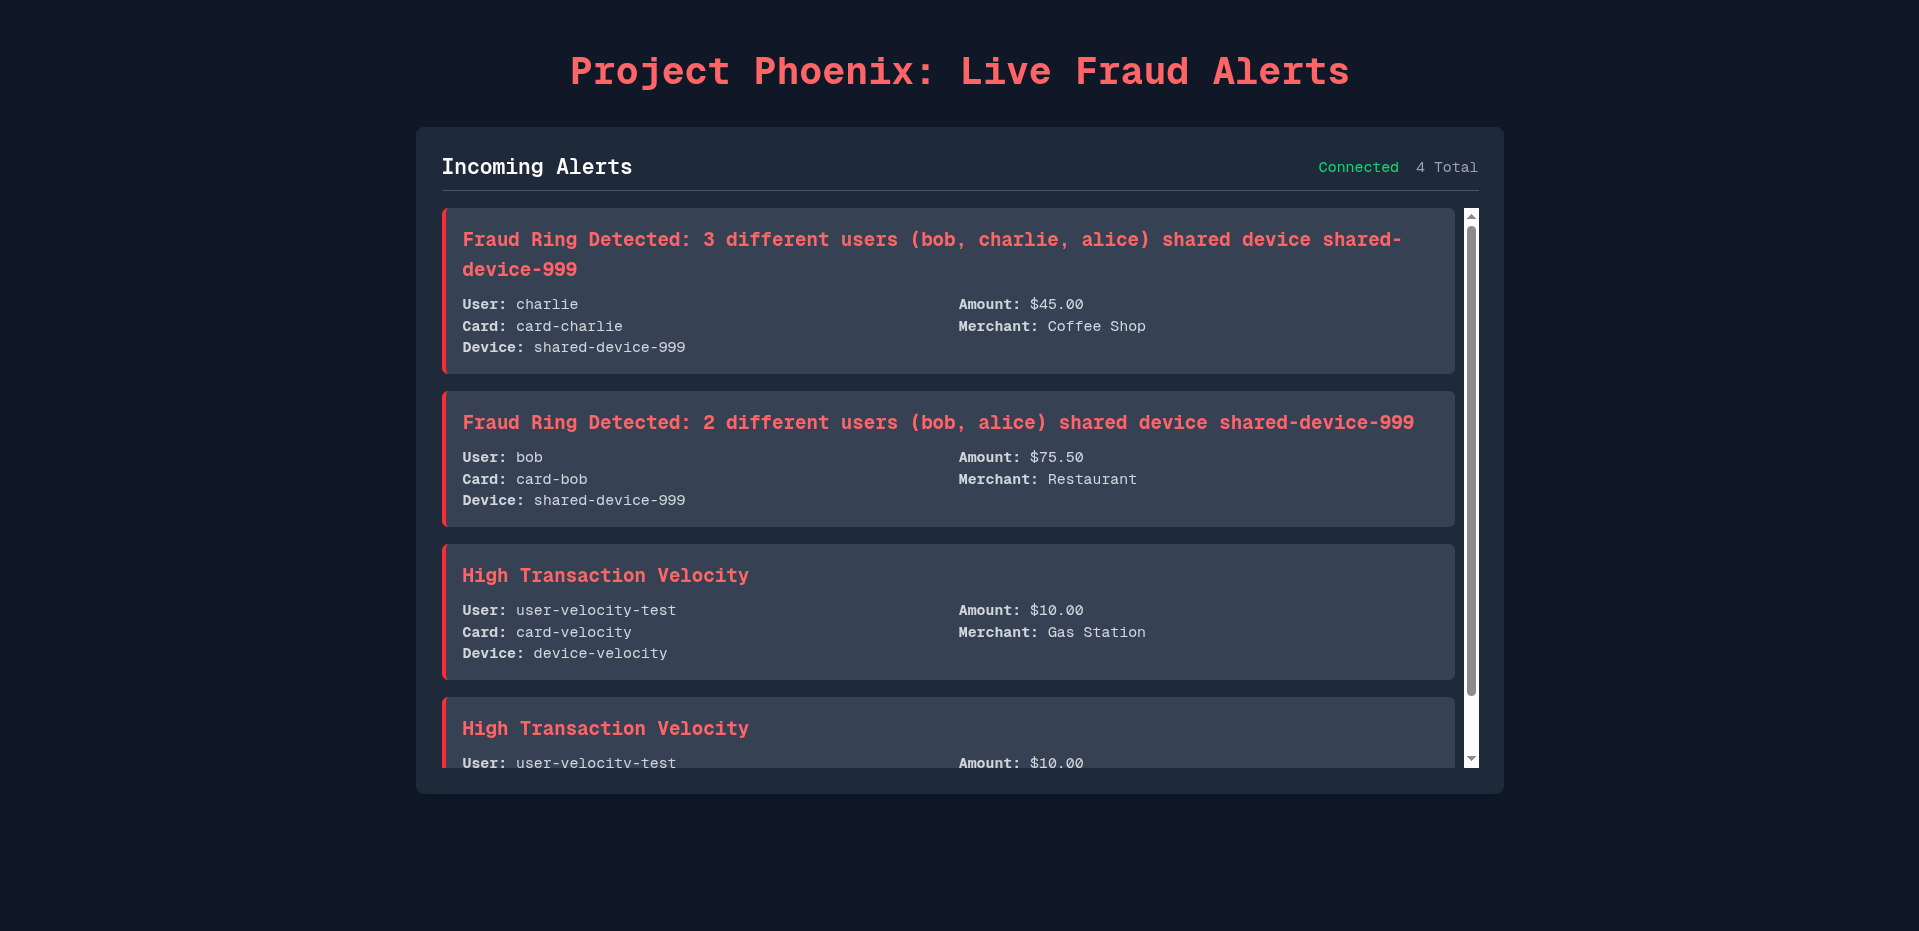 Project Phoenix: Live Fraud Alerts
Incoming Alerts
Connected 4 Total
Fraud Ring Detected: 3 different users (bob, charlie, alice) shared device shared-
device-999
User: charlie
Amount: $45.00
Card: card-charlie
Merchant: Coffee Shop
Device: shared-device-999
Fraud Ring Detected: 2 different users (bob, alice) shared device shared-device-999
User: bob
Amount: $75.50
Card: card-bob
Merchant: Restaurant
Device: shared-device-999
High Transaction Velocity
User: user-velocity-test
Amount: $10.00
Card: card-velocity
Merchant: Gas Station
Device: device-velocity
High Transaction Velocity
User: user-velocity-test
Amount: $10.00